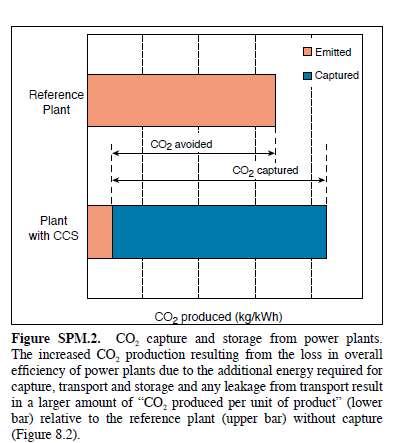 Emitted
Captured
Reference
Plant
CO₂ avoided
CO₂ captured
Plant
with CCS
CO₂ produced (kg/kWh)
Figure SPM.2. CO₂ capture and storage from power plants.
The increased CO₂ production resulting from the loss in overall
efficiency of power plants due to the additional energy required for
capture, transport and storage and any leakage from transport result
in a larger amount of “CO₂ produced per unit of product” (lower
bar) relative to the reference plant (upper bar) without capture
(Figure 8.2).